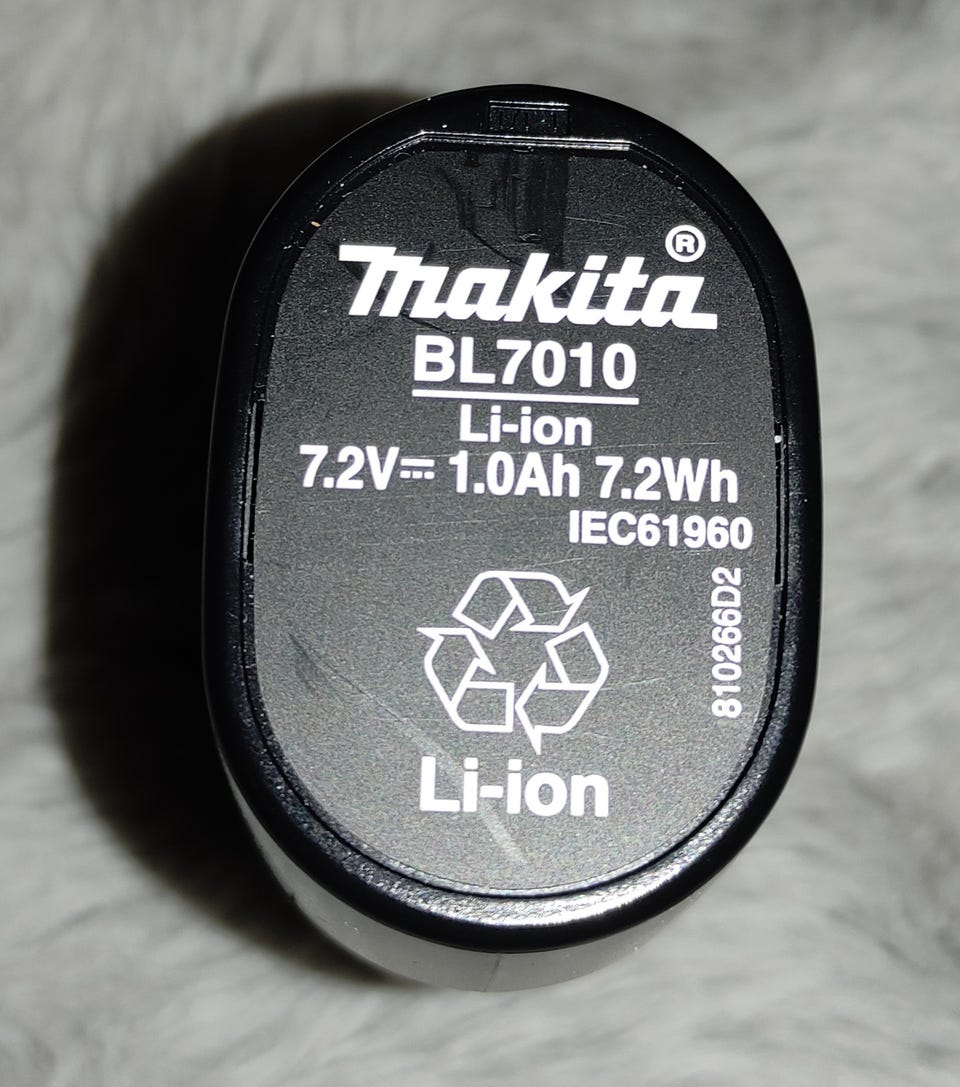 makita®
BL7010
Li-ion
7.2V⎓ 1.0Ah 7.2Wh
IEC61960
810266D2
Li-ion